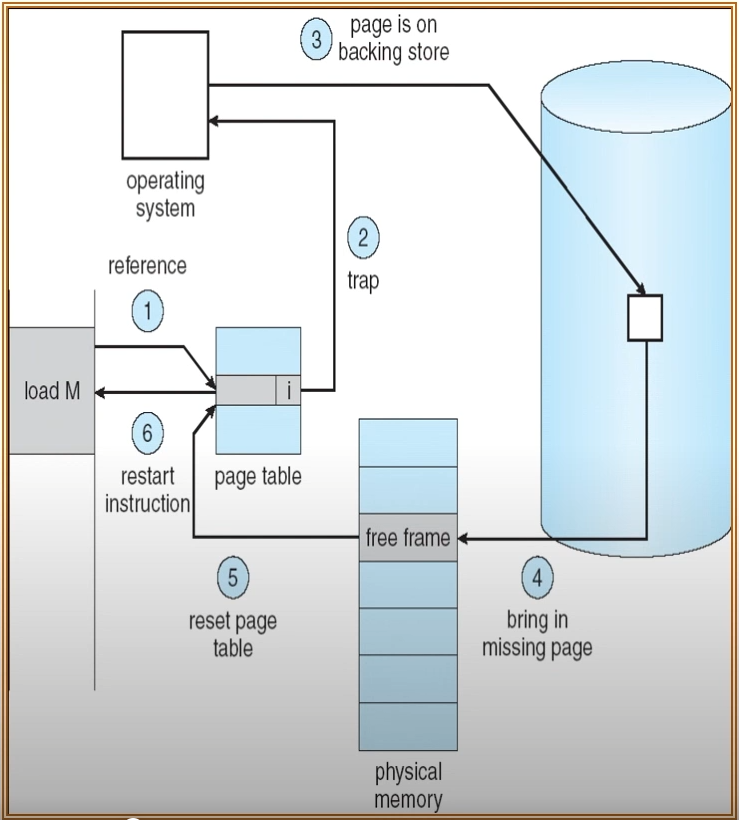 3
page is on
backing store
operating
system
2
trap
reference
1
load M
i
6
restart
instruction
page table
free frame
5
reset page
table
4
bring in
missing page
physical
memory